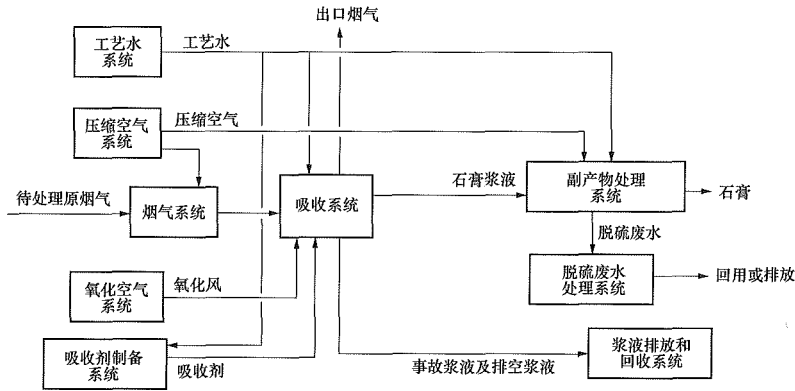 出口烟气
工艺水
系统
工艺水
压缩空气
系统
压缩空气
待处理原烟气
烟气系统
吸收系统
石膏浆液
副产物处理
系统
石膏
脱硫废水
脱硫废水
处理系统
回用或排放
氧化空气
系统
氧化风
吸收剂制备
系统
吸收剂
事故浆液及排空浆液
浆液排放和
回收系统